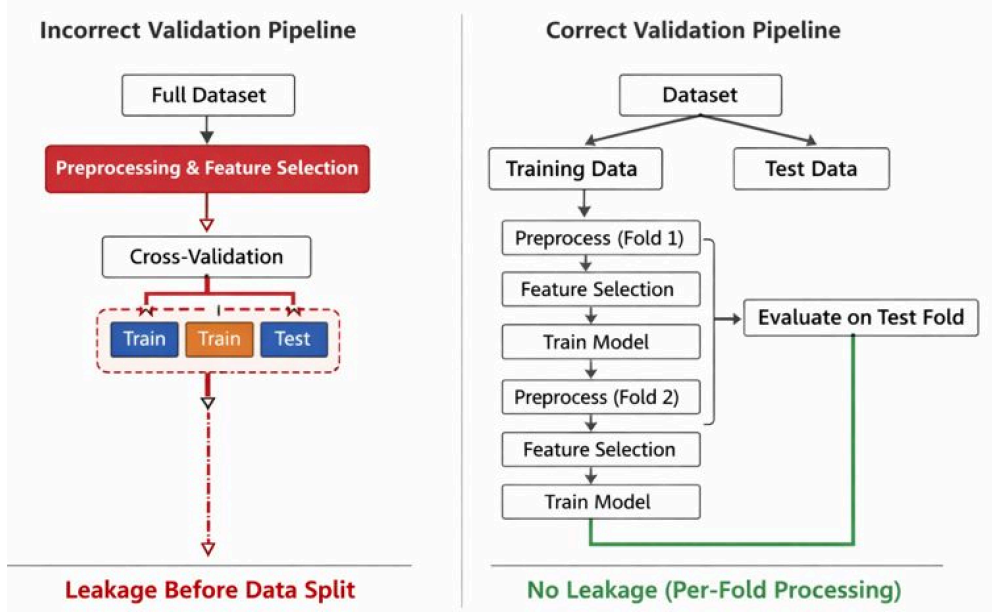 Incorrect Validation Pipeline
Full Dataset
Preprocessing & Feature Selection
Cross-Validation
Train
Train
Test
Leakage Before Data Split
Correct Validation Pipeline
Dataset
Training Data
Test Data
Preprocess (Fold 1)
Feature Selection
Train Model
Preprocess (Fold 2)
Feature Selection
Train Model
Evaluate on Test Fold
No Leakage (Per-Fold Processing)